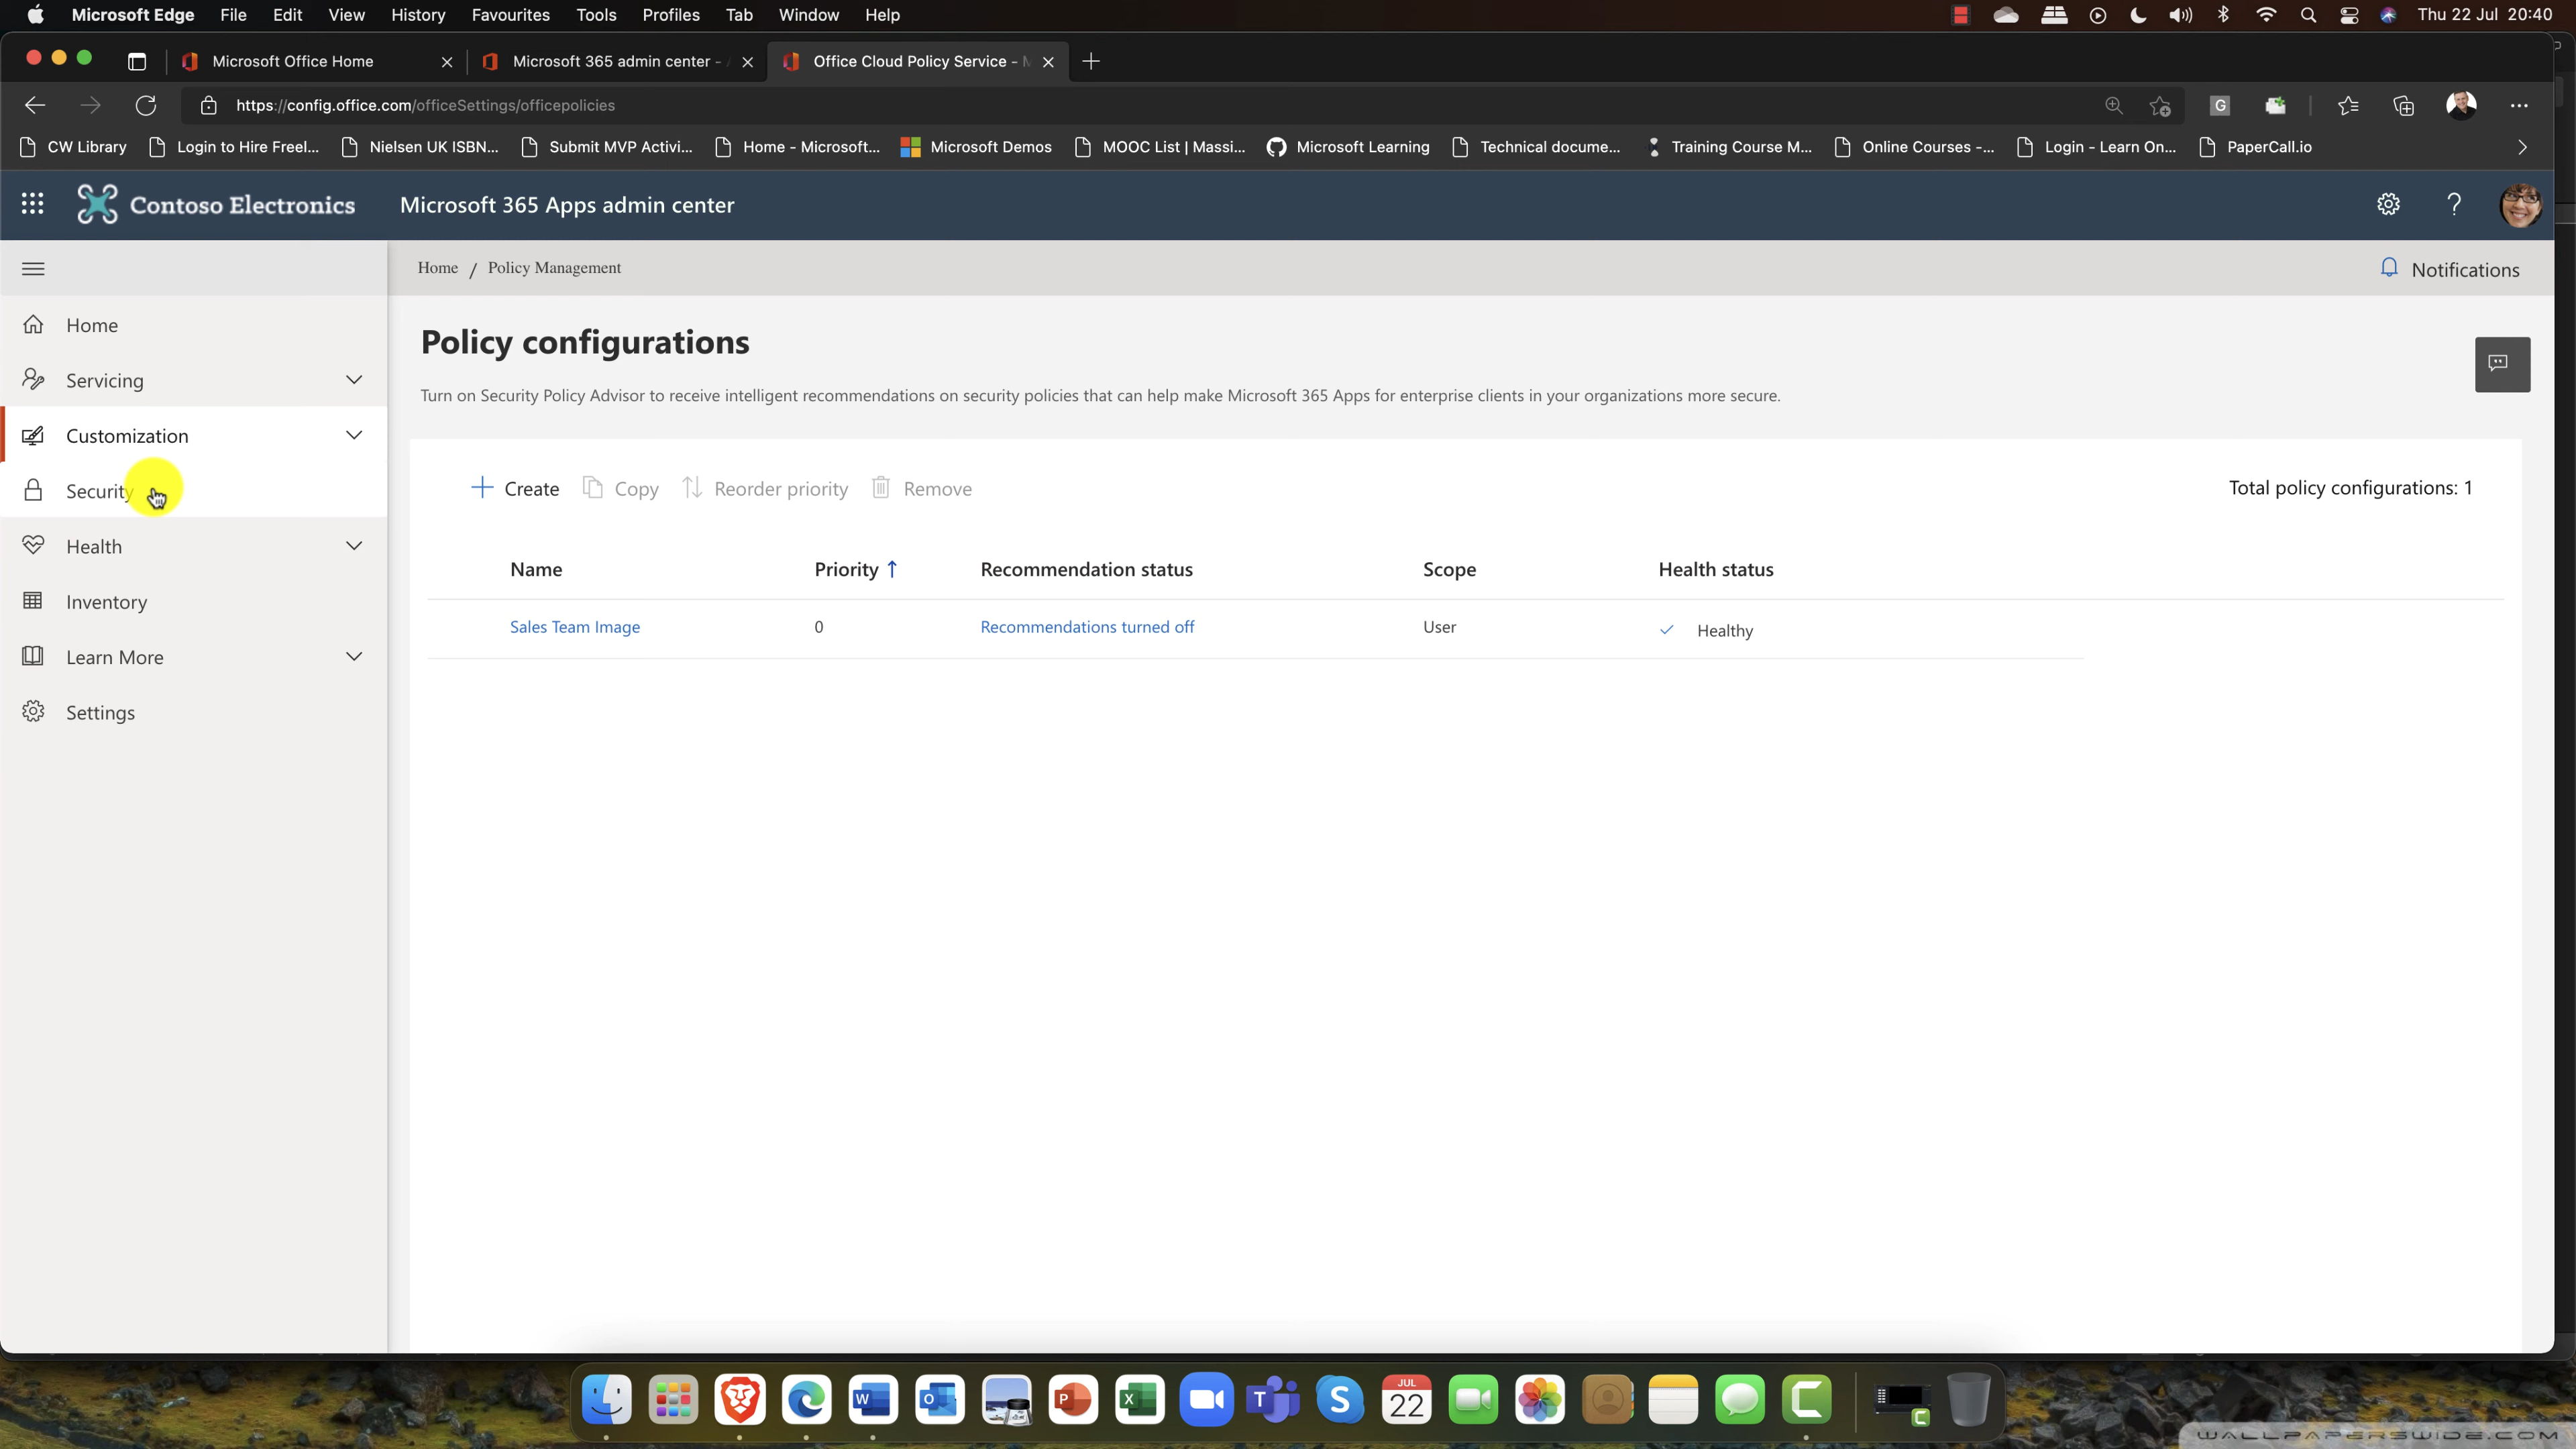 Microsoft Edge File Edit View History Favourites Tools Profiles Tab Window Help Thu 22 Jul 20:40
Microsoft Office Home Microsoft 365 admin center - Office Cloud Policy Service -
https://config.office.com/officeSettings/officepolicies G
CW Library Login to Hire Freel... Nielsen UK ISBN... Submit MVP Activi... Home - Microsoft... Microsoft Demos MOOC List | Massi... Microsoft Learning Technical docume... Training Course M... Online Courses -... Login - Learn On... PaperCall.io
Contoso Electronics Microsoft 365 Apps admin center ?
Home / Policy Management Notifications
Home
Servicing
Customization
Security
Health
Inventory
Learn More
Settings
Policy configurations
Turn on Security Policy Advisor to receive intelligent recommendations on security policies that can help make Microsoft 365 Apps for enterprise clients in your organizations more secure.
Create Copy Reorder priority Remove Total policy configurations: 1
Name Priority ↑ Recommendation status Scope Health status
Sales Team Image 0 Recommendations turned off User Healthy
W O P X T S JUL 22 C C
WALLPAPERSWIDE.COM